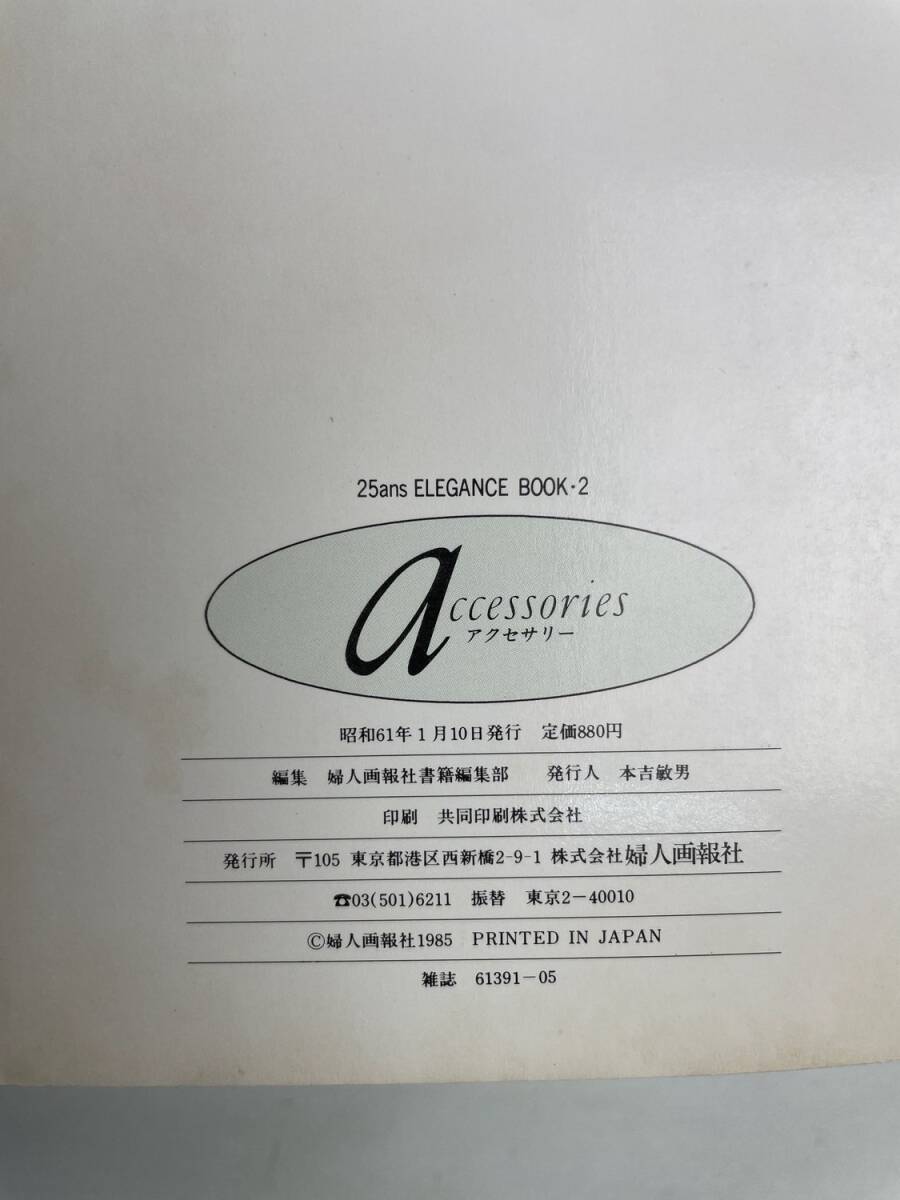 25ans ELEGANCE BOOK・2
accessories
アクセサリー
昭和61年1月10日発行 定価880円
編集 婦人画報社書籍編集部 発行人 本吉敏男
印刷 共同印刷株式会社
発行所 〒105 東京都港区西新橋2-9-1 株式会社婦人画報社
☎03(501)6211 振替 東京2−40010
©婦人画報社1985 PRINTED IN JAPAN
雑誌 61391−05